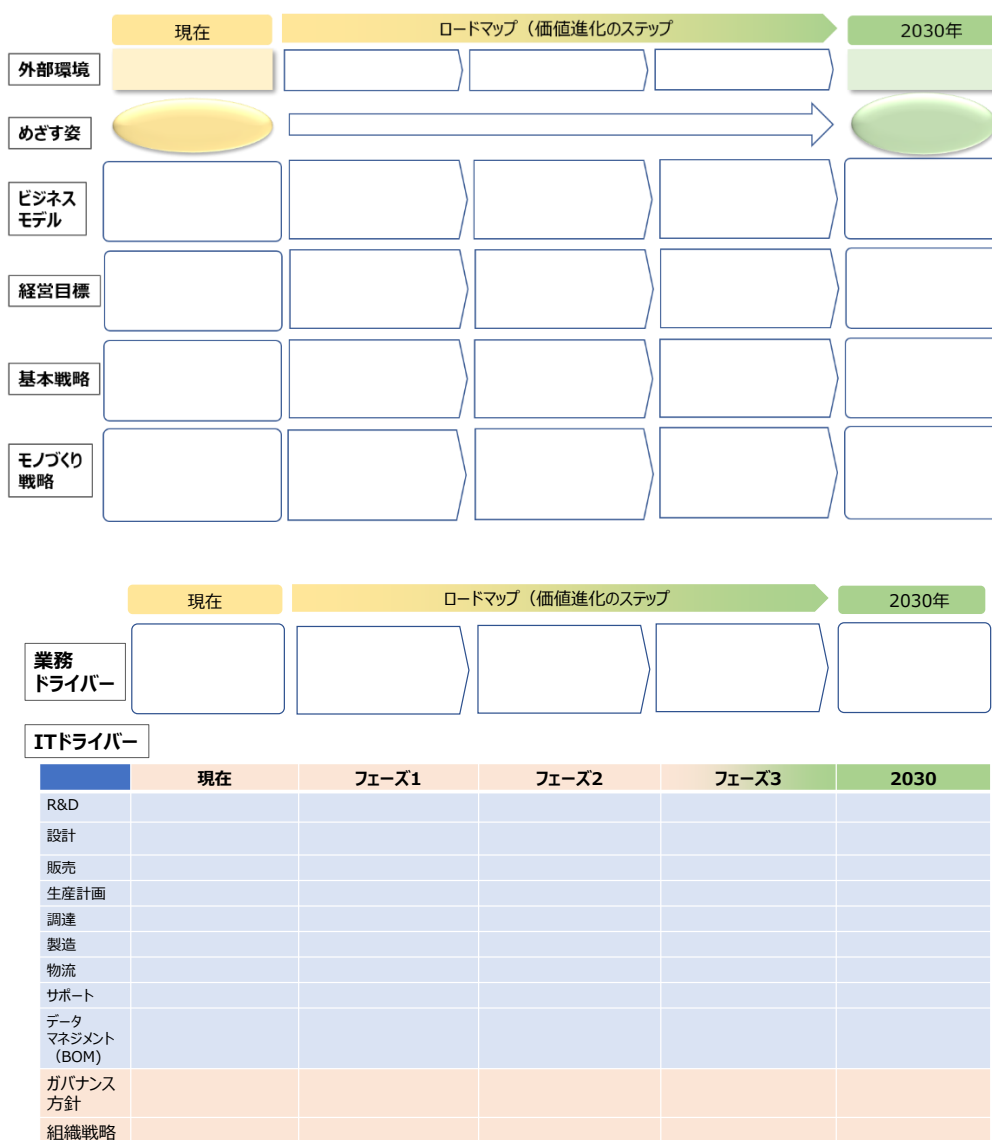 現在
ロードマップ（価値進化のステップ
2030年
外部環境
めざす姿
ビジネス
モデル
経営目標
基本戦略
モノづくり
戦略
現在
ロードマップ（価値進化のステップ
2030年
業務
ドライバー
ITドライバー
現在
フェーズ1
フェーズ2
フェーズ3
2030
R&D
設計
販売
生産計画
調達
製造
物流
サポート
データ
マネジメント
（BOM)
ガバナンス
方針
組織戦略